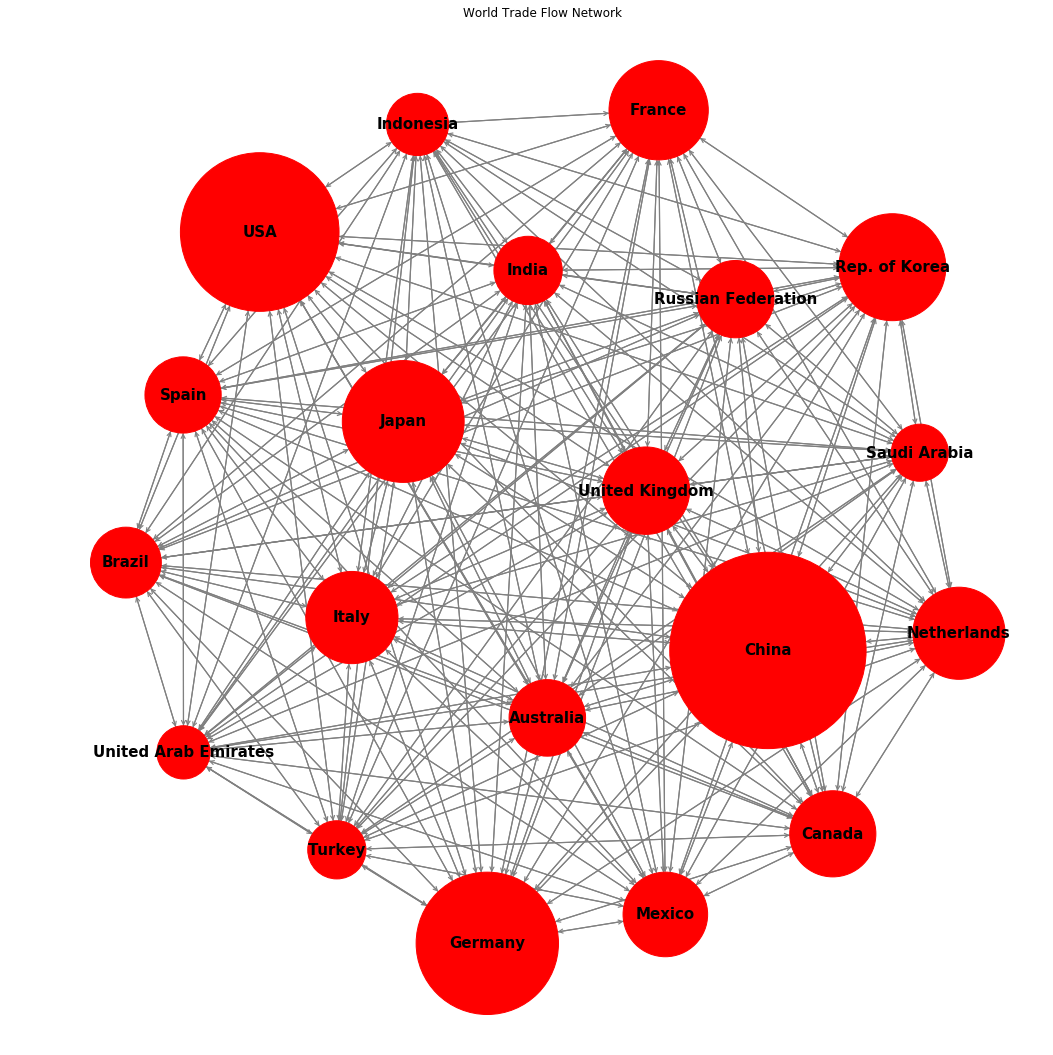 World Trade Flow Network
France
Indonesia
USA
Rep. of Korea
India
Russian Federation
Spain
Japan
Saudi Arabia
United Kingdom
Brazil
Italy
Netherlands
China
Australia
United Arab Emirates
Canada
Turkey
Mexico
Germany